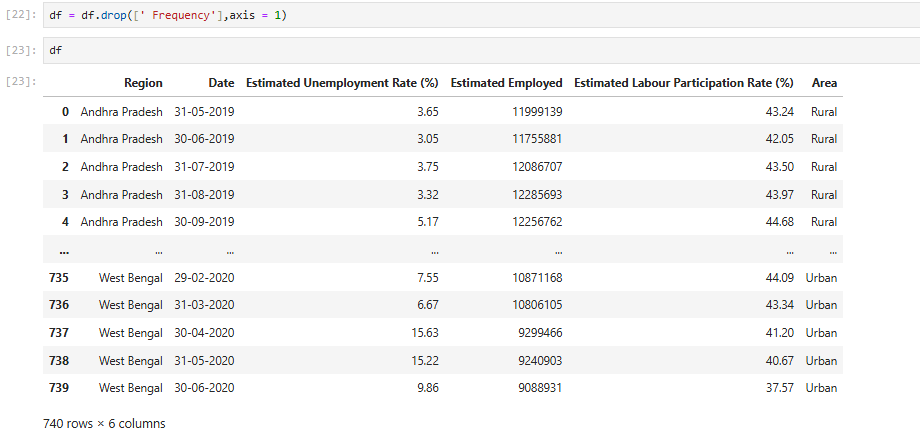 [22]: df = df.drop([' Frequency'],axis = 1)
[23]: df
[23]:
Region Date Estimated Unemployment Rate (%) Estimated Employed Estimated Labour Participation Rate (%) Area
0 Andhra Pradesh 31-05-2019 3.65 11999139 43.24 Rural
1 Andhra Pradesh 30-06-2019 3.05 11755881 42.05 Rural
2 Andhra Pradesh 31-07-2019 3.75 12086707 43.50 Rural
3 Andhra Pradesh 31-08-2019 3.32 12285693 43.97 Rural
4 Andhra Pradesh 30-09-2019 5.17 12256762 44.68 Rural
... ... ... ... ... ... ...
735 West Bengal 29-02-2020 7.55 10871168 44.09 Urban
736 West Bengal 31-03-2020 6.67 10806105 43.34 Urban
737 West Bengal 30-04-2020 15.63 9299466 41.20 Urban
738 West Bengal 31-05-2020 15.22 9240903 40.67 Urban
739 West Bengal 30-06-2020 9.86 9088931 37.57 Urban
740 rows × 6 columns